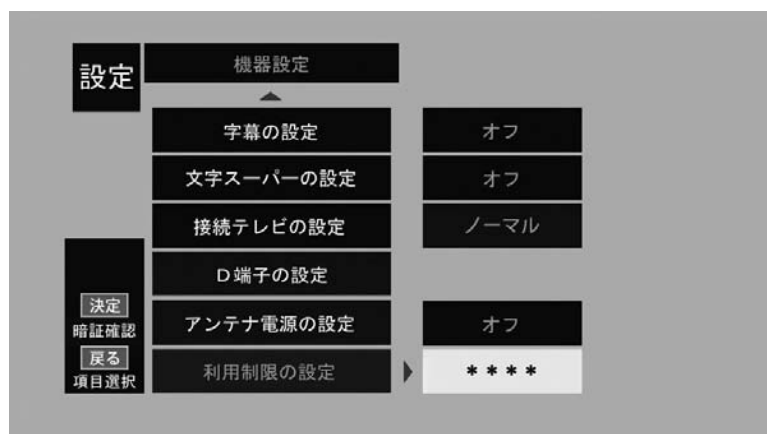 設定
機器設定
字幕の設定 オフ
文字スーパーの設定 オフ
接続テレビの設定 ノーマル
D端子の設定
アンテナ電源の設定 オフ
利用制限の設定 ****
決定
暗証確認
戻る
項目選択